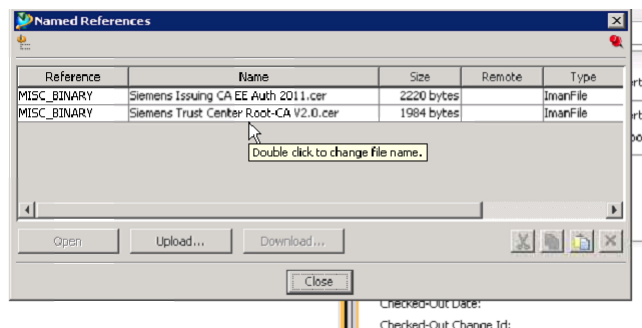 Named References
Reference Name Size Remote Type
MISC_BINARY Siemens Issuing CA EE Auth 2011.cer 2220 bytes ImanFile
MISC_BINARY Siemens Trust Center Root-CA V2.0.cer 1984 bytes ImanFile
Double click to change file name.
Open Upload... Download...
Close
Checked-Out Date:
Checked-Out Change Id: